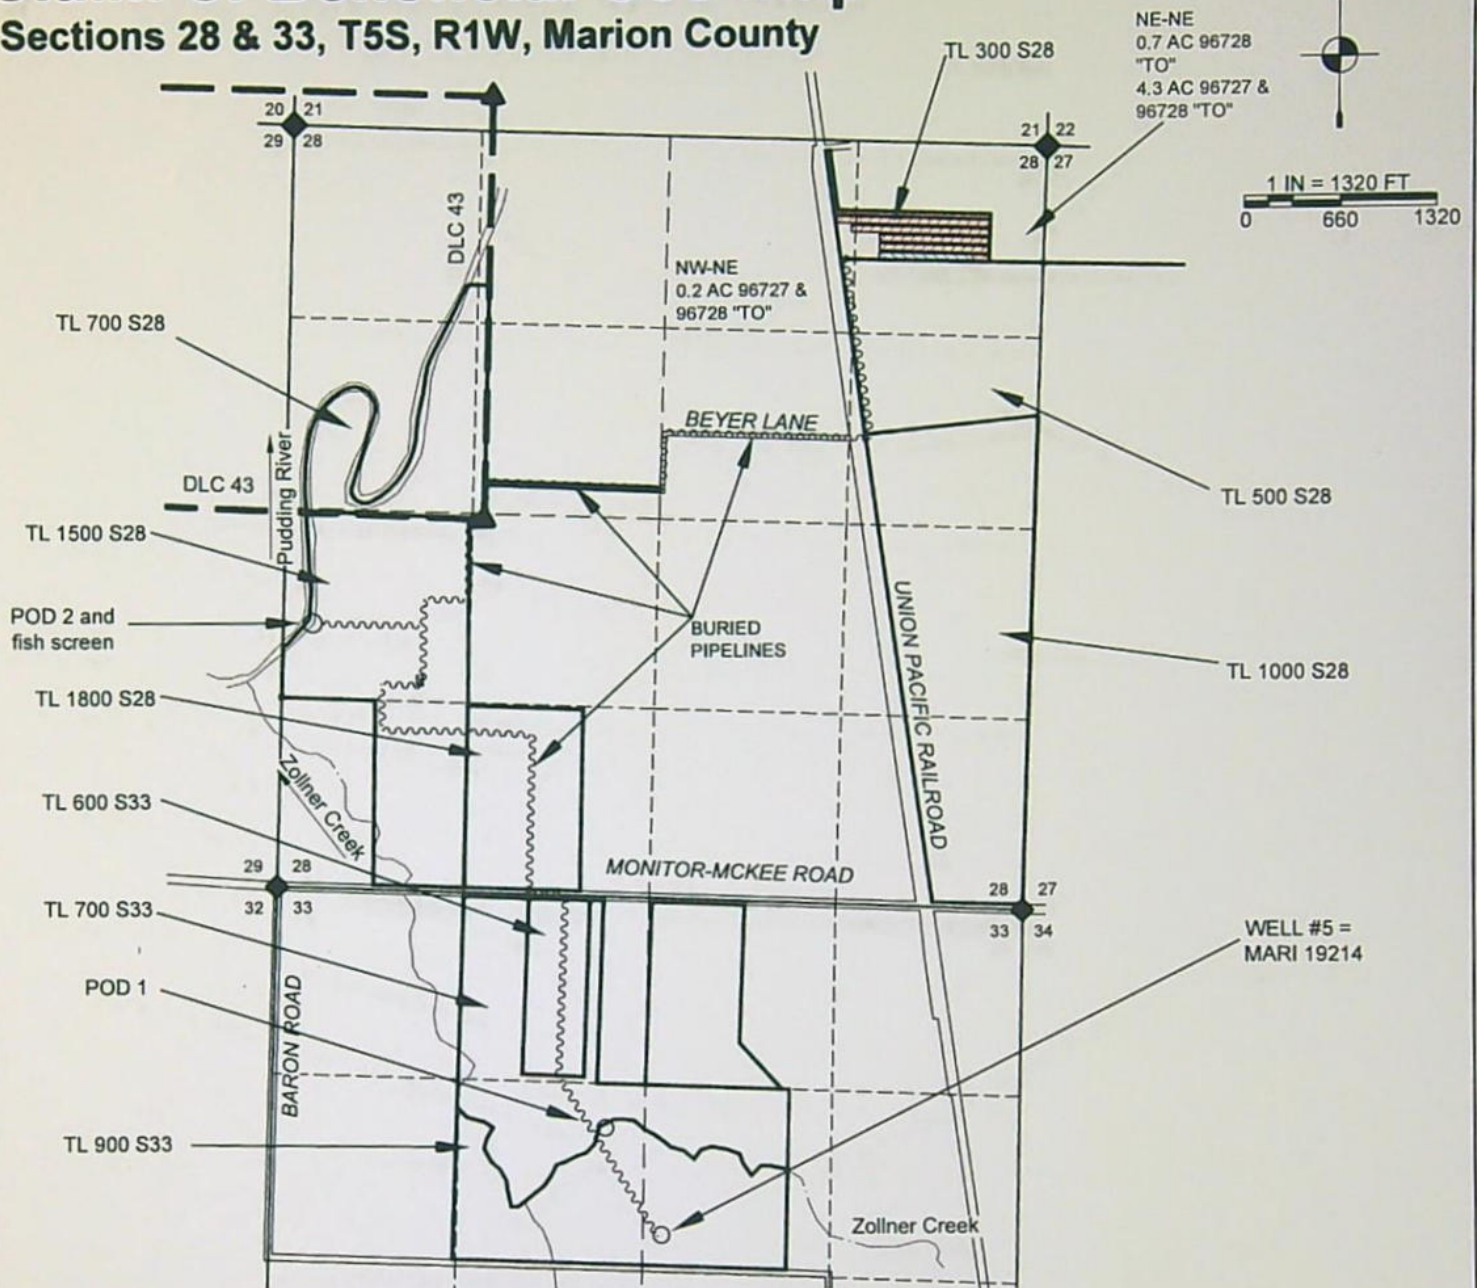 Sections 28 & 33, T5S, R1W, Marion County
NE-NE
0.7 AC 96728
"TO"
4.3 AC 96727 &
96728 "TO"
TL 300 S28
20 21
29 28
21 22
28 27
1 IN = 1320 FT
0 660 1320
DLC 43
NW-NE
0.2 AC 96727 &
96728 "TO"
TL 700 S28
BEYER LANE
Pudding River
DLC 43
TL 500 S28
TL 1500 S28
POD 2 and
fish screen
BURIED
PIPELINES
UNION PACIFIC RAILROAD
TL 1000 S28
TL 1800 S28
Zollner Creek
TL 600 S33
29 28
32 33
MONITOR-MCKEE ROAD
28 27
33 34
TL 700 S33
WELL #5 =
MARI 19214
POD 1
BARON ROAD
TL 900 S33
Zollner Creek